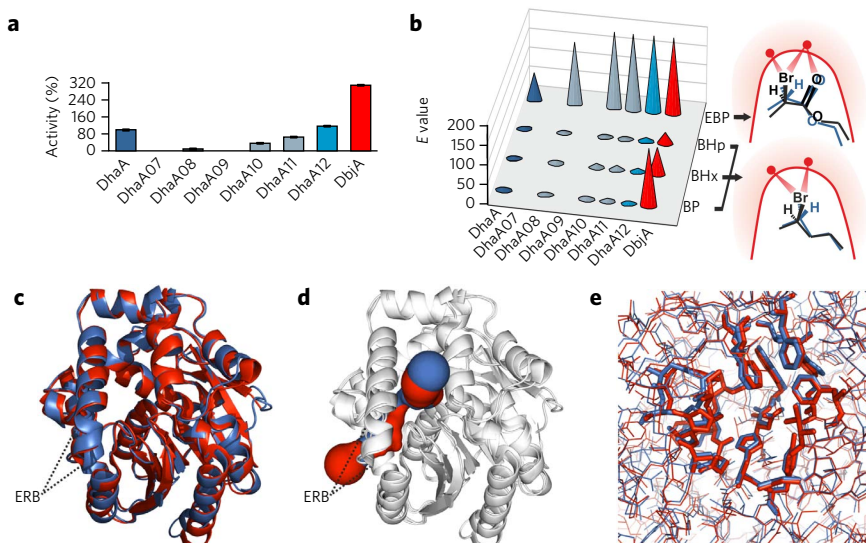 a
Activity (%)
320
240
160
80
0
DhaA
DhaA07
DhaA08
DhaA09
DhaA10
DhaA11
DhaA12
DbjA
b
E value
200
150
100
50
0
DhaA
DhaA07
DhaA08
DhaA09
DhaA10
DhaA11
DhaA12
DbjA
EBP
BHp
BHx
BP
Br
H
H
O
O
O
O
Br
H
H
c
ERB
d
ERB
e